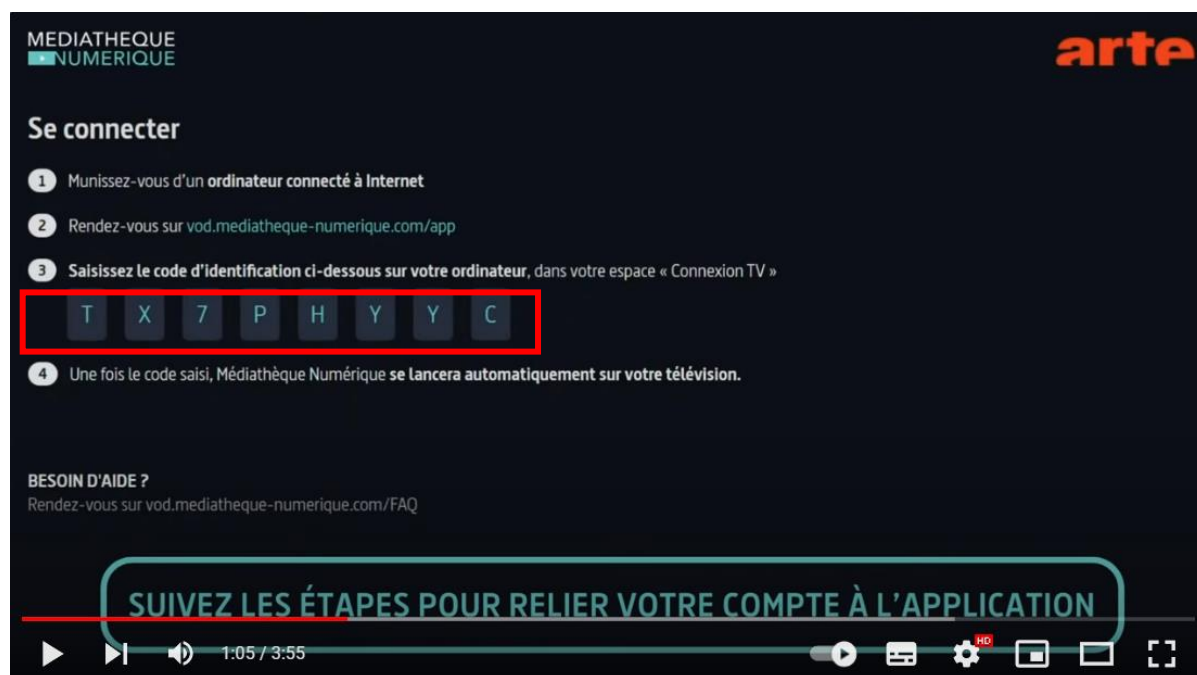 MEDIATHEQUE
NUMERIQUE
arte
Se connecter
1 Munissez-vous d'un ordinateur connecté à Internet
2 Rendez-vous sur vod.mediatheque-numerique.com/app
3 Saisissez le code d'identification ci-dessous sur votre ordinateur, dans votre espace « Connexion TV »
T X 7 P H Y Y C
4 Une fois le code saisi, Médiathèque Numérique se lancera automatiquement sur votre télévision.
BESOIN D'AIDE ?
Rendez-vous sur vod.mediatheque-numerique.com/FAQ
SUIVEZ LES ÉTAPES POUR RELIER VOTRE COMPTE À L'APPLICATION
1:05 / 3:55
HD